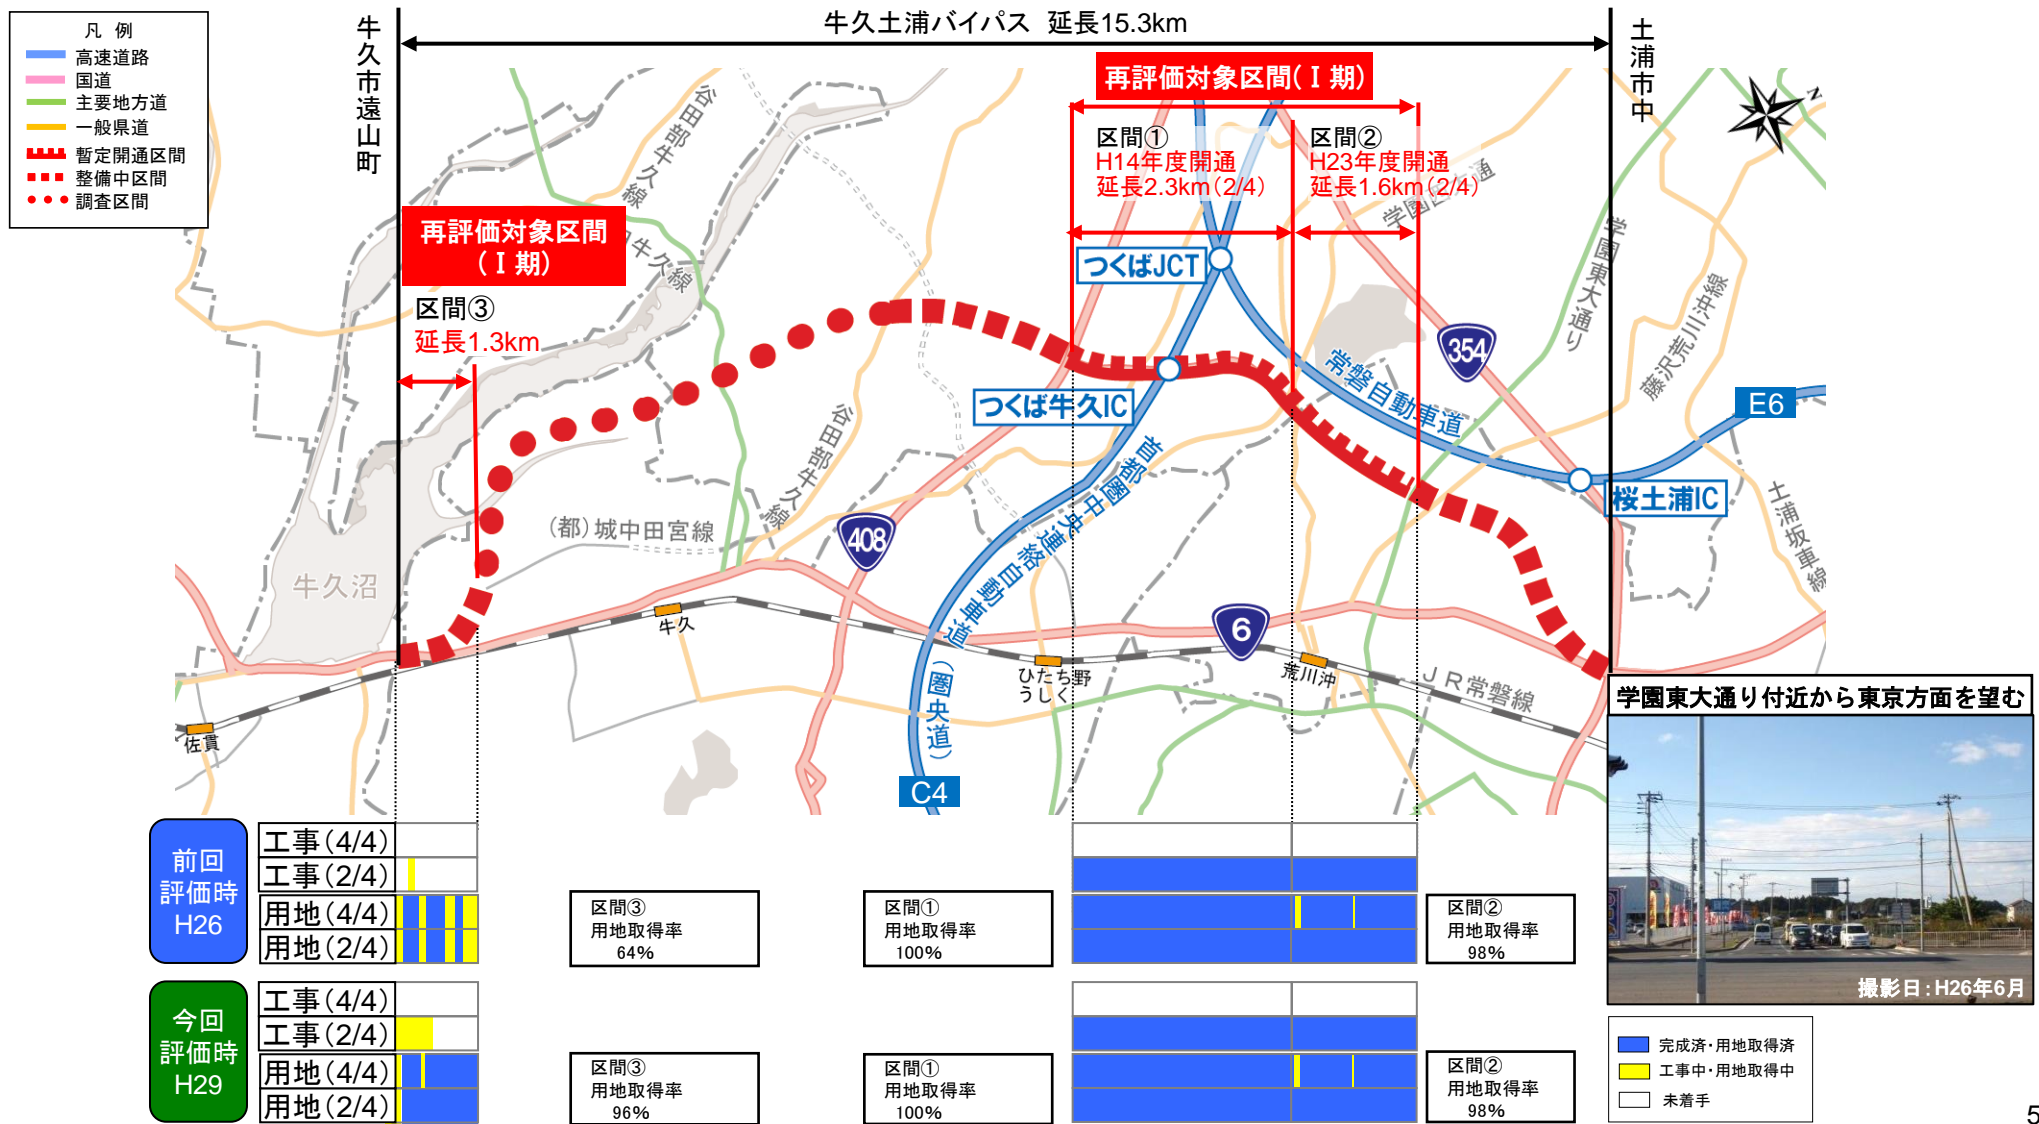 凡 例
高速道路
国道
主要地方道
一般県道
暫定開通区間
整備中区間
調査区間
牛久市遠山町
牛久土浦バイパス 延長15.3km
土浦市中
N
再評価対象区間(Ⅰ期)
区間①
H14年度開通
延長2.3km(2/4)
区間②
H23年度開通
延長1.6km(2/4)
再評価対象区間
(Ⅰ期)
区間③
延長1.3km
谷田部牛久線
牛久線
谷田部牛久線
つくばJCT
つくば牛久IC
桜土浦IC
常磐自動車道
首都圏中央連絡自動車道
(圏央道)
学園東大通り
藤沢荒川沖線
土浦坂車線
354
408
6
E6
C4
(都)城中田宮線
牛久沼
牛久
ひたち野
うしく
荒川沖
佐貫
JR常磐線
学園東大通り付近から東京方面を望む
撮影日:H26年6月
前回
評価時
H26
工事(4/4)
工事(2/4)
用地(4/4)
用地(2/4)
区間③
用地取得率
64%
区間①
用地取得率
100%
区間②
用地取得率
98%
今回
評価時
H29
工事(4/4)
工事(2/4)
用地(4/4)
用地(2/4)
区間③
用地取得率
96%
区間①
用地取得率
100%
区間②
用地取得率
98%
完成済・用地取得済
工事中・用地取得中
未着手
5